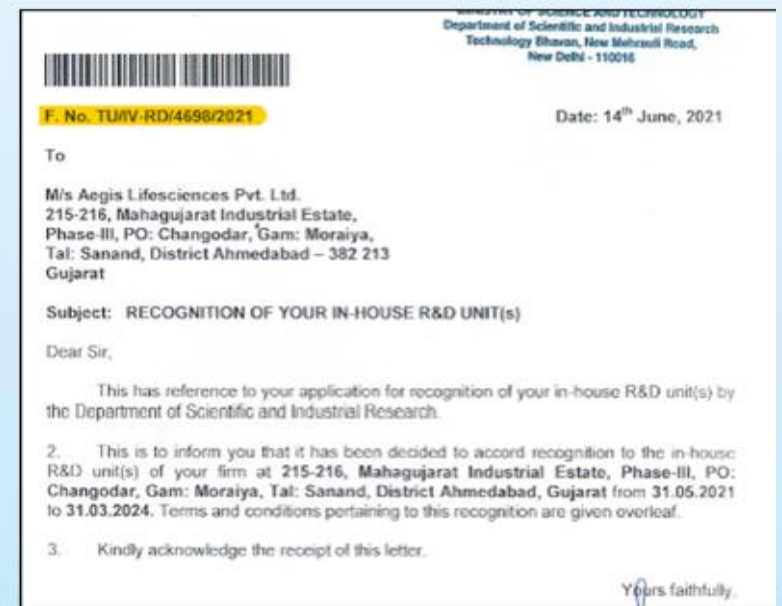 MINISTRY OF SCIENCE AND TECHNOLOGY
Department of Scientific and Industrial Research
Technology Bhavan, New Mehrauli Road,
New Delhi - 110016
F. No. TU/IV-RD/4698/2021
Date: 14th June, 2021
To
M/s Aegis Lifesciences Pvt. Ltd.
215-216, Mahagujarat Industrial Estate,
Phase-III, PO: Changodar, Gam: Moraiya,
Tal: Sanand, District Ahmedabad – 382 213
Gujarat
Subject: RECOGNITION OF YOUR IN-HOUSE R&D UNIT(s)
Dear Sir,
This has reference to your application for recognition of your in-house R&D unit(s) by
the Department of Scientific and Industrial Research.
2. This is to inform you that it has been decided to accord recognition to the in-house
R&D unit(s) of your firm at 215-216, Mahagujarat Industrial Estate, Phase-III, PO:
Changodar, Gam: Moraiya, Tal: Sanand, District Ahmedabad, Gujarat from 31.05.2021
to 31.03.2024. Terms and conditions pertaining to this recognition are given overleaf.
3. Kindly acknowledge the receipt of this letter.
Yours faithfully.